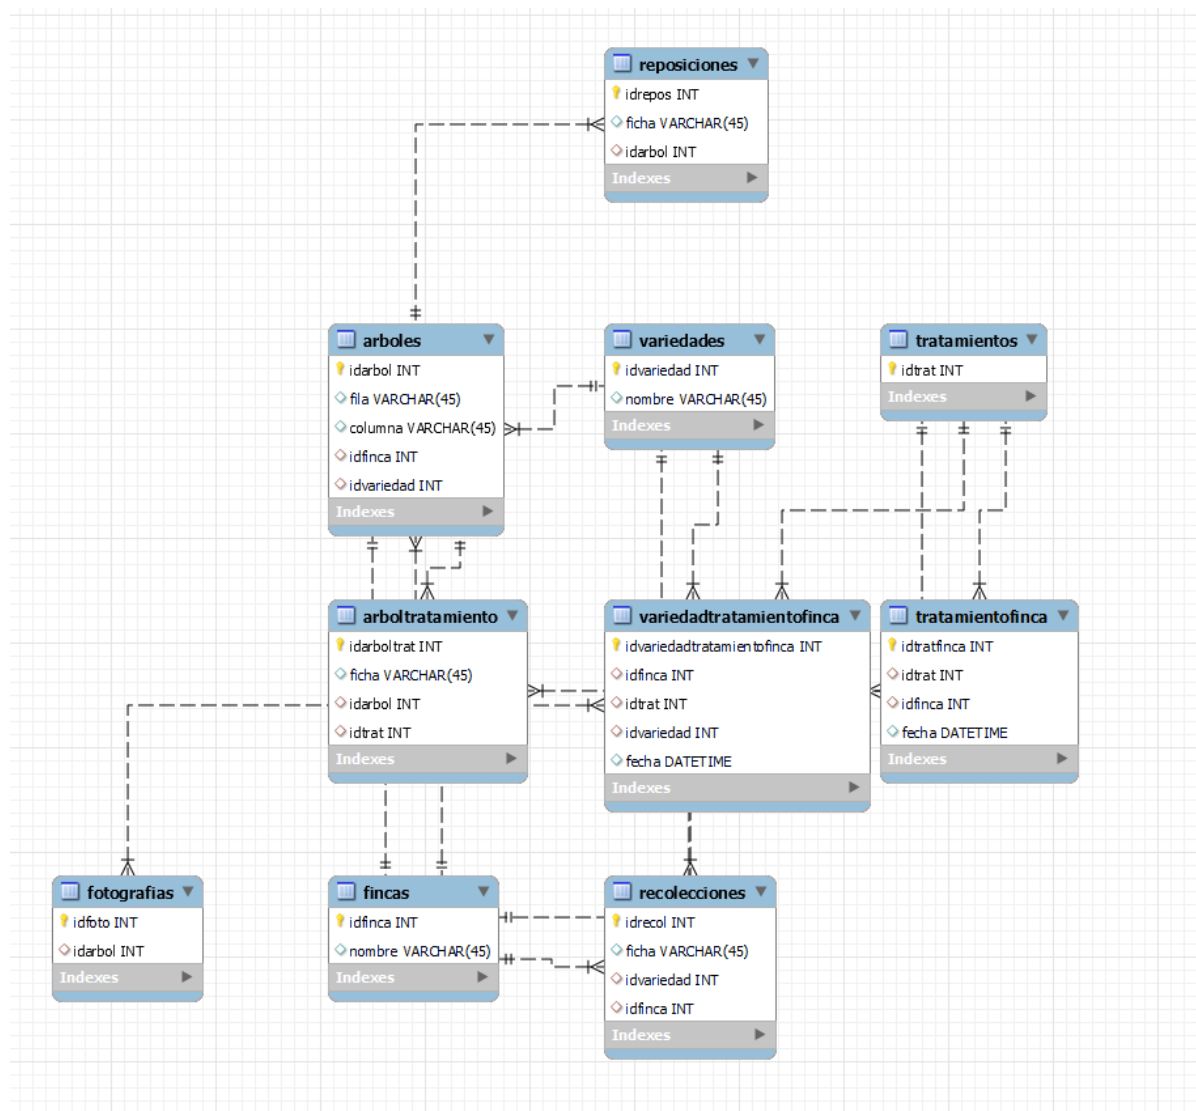 reposiciones
idrepos INT
ficha VARCHAR(45)
idarbol INT
Indexes
arboles
idarbol INT
fila VARCHAR(45)
columna VARCHAR(45)
idfinca INT
idvariedad INT
Indexes
variedades
idvariedad INT
nombre VARCHAR(45)
Indexes
tratamientos
idtrat INT
Indexes
arboltratamiento
idarboltrat INT
ficha VARCHAR(45)
idarbol INT
idtrat INT
Indexes
variedadtratamientofinca
idvariedadtratamientofinca INT
idfinca INT
idtrat INT
idvariedad INT
fecha DATETIME
Indexes
tratamientofinca
idtratfinca INT
idtrat INT
idfinca INT
fecha DATETIME
Indexes
fotografias
idfoto INT
idarbol INT
Indexes
fincas
idfinca INT
nombre VARCHAR(45)
Indexes
recolecciones
idrecol INT
ficha VARCHAR(45)
idvariedad INT
idfinca INT
Indexes